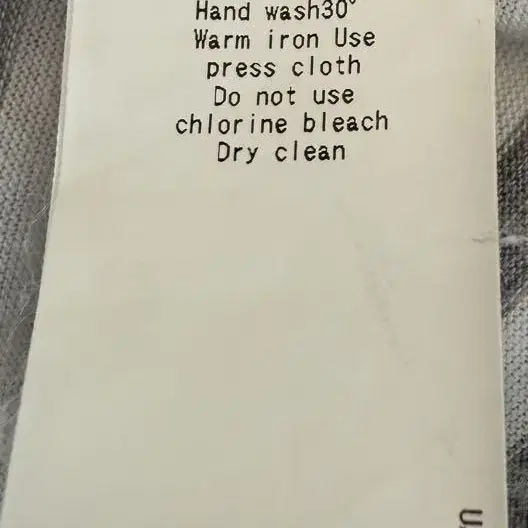 Hand wash30°
Warm iron Use
press cloth
Do not use
chlorine bleach
Dry clean